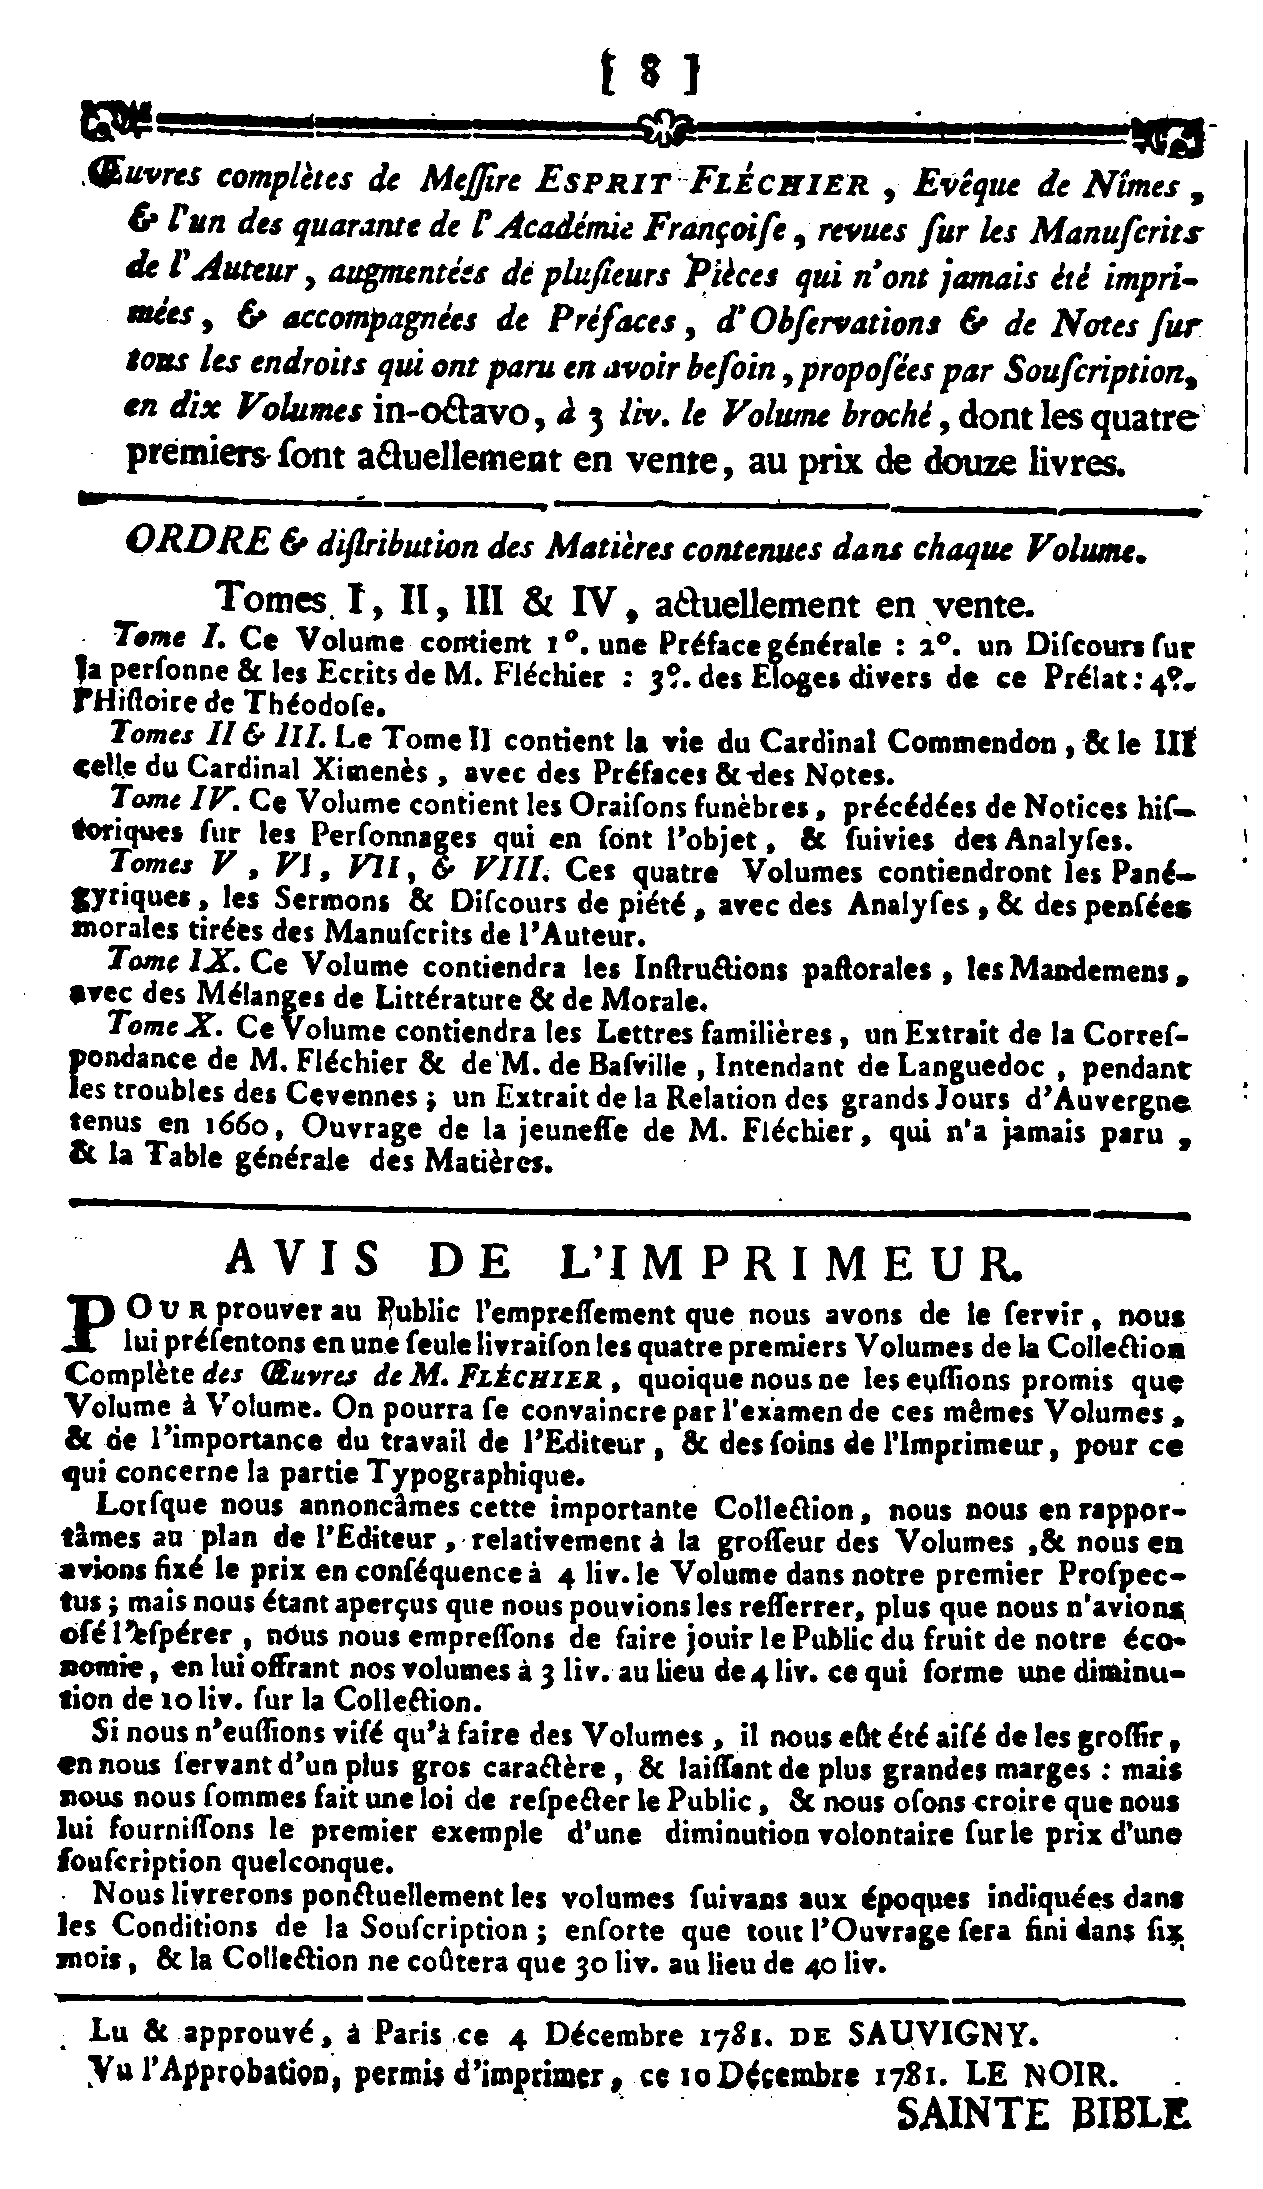 [ 8 ]
Œuvres complètes de Meſſire ESPRIT FLÉCHIER, Evêque de Nîmes,
& l'un des quarante de l'Académie Françoiſe, revues ſur les Manuſcrits
de l'Auteur, augmentées de pluſieurs Pièces qui n'ont jamais été impri-
mées, & accompagnées de Préfaces, d'Obſervations & de Notes ſur
tous les endroits qui ont paru en avoir beſoin, propoſées par Souſcription,
en dix Volumes in-octavo, à 3 liv. le Volume broché, dont les quatre
premiers ſont actuellement en vente, au prix de douze livres.
ORDRE & diſtribution des Matières contenues dans chaque Volume.
Tomes I, II, III & IV, actuellement en vente.
Tome I. Ce Volume contient 1°. une Préface générale : 2°. un Diſcours ſur
la perſonne & les Ecrits de M. Fléchier : 3°. des Eloges divers de ce Prélat : 4°.
l'Hiſtoire de Théodoſe.
Tomes II & III. Le Tome II contient la vie du Cardinal Commendon, & le III
celle du Cardinal Ximenès, avec des Préfaces & des Notes.
Tome IV. Ce Volume contient les Oraiſons funèbres, précédées de Notices hiſ-
toriques ſur les Perſonnages qui en ſont l'objet, & ſuivies des Analyſes.
Tomes V, VI, VII, & VIII. Ces quatre Volumes contiendront les Pané-
gyriques, les Sermons & Diſcours de piété, avec des Analyſes, & des penſées
morales tirées des Manuſcrits de l'Auteur.
Tome IX. Ce Volume contiendra les Inſtructions paſtorales, les Mandemens,
avec des Mélanges de Littérature & de Morale.
Tome X. Ce Volume contiendra les Lettres familières, un Extrait de la Correſ-
pondance de M. Fléchier & de M. de Baſville, Intendant de Languedoc, pendant
les troubles des Cevennes ; un Extrait de la Relation des grands Jours d'Auvergne
tenus en 1660, Ouvrage de la jeuneſſe de M. Fléchier, qui n'a jamais paru,
& la Table générale des Matières.
AVIS DE L'IMPRIMEUR.
POUR prouver au Public l'empreſſement que nous avons de le ſervir, nous
lui préſentons en une ſeule livraiſon les quatre premiers Volumes de la Collection
Complète des Œuvres de M. FLÉCHIER, quoique nous ne les euſſions promis que
Volume à Volume. On pourra ſe convaincre par l'examen de ces mêmes Volumes,
& de l'importance du travail de l'Editeur, & des ſoins de l'Imprimeur, pour ce
qui concerne la partie Typographique.
Lorſque nous annoncâmes cette importante Collection, nous nous en rappor-
tâmes au plan de l'Editeur, relativement à la groſſeur des Volumes, & nous en
avions fixé le prix en conſéquence à 4 liv. le Volume dans notre premier Proſpec-
tus ; mais nous étant aperçus que nous pouvions les reſſerrer, plus que nous n'avions
oſé l'eſpérer, nous nous empreſſons de faire jouir le Public du fruit de notre éco-
nomie, en lui offrant nos volumes à 3 liv. au lieu de 4 liv. ce qui forme une diminu-
tion de 10 liv. ſur la Collection.
Si nous n'euſſions viſé qu'à faire des Volumes, il nous eût été aiſé de les groſſir,
en nous ſervant d'un plus gros caractère, & laiſſant de plus grandes marges : mais
nous nous ſommes fait une loi de reſpecter le Public, & nous oſons croire que nous
lui fourniſſons le premier exemple d'une diminution volontaire ſur le prix d'une
ſouſcription quelconque.
Nous livrerons ponctuellement les volumes ſuivans aux époques indiquées dans
les Conditions de la Souſcription ; enſorte que tout l'Ouvrage ſera fini dans ſix
mois, & la Collection ne coûtera que 30 liv. au lieu de 40 liv.
Lu & approuvé, à Paris ce 4 Décembre 1781. DE SAUVIGNY.
Vu l'Approbation, permis d'imprimer, ce 10 Décembre 1781. LE NOIR.
SAINTE BIBLE